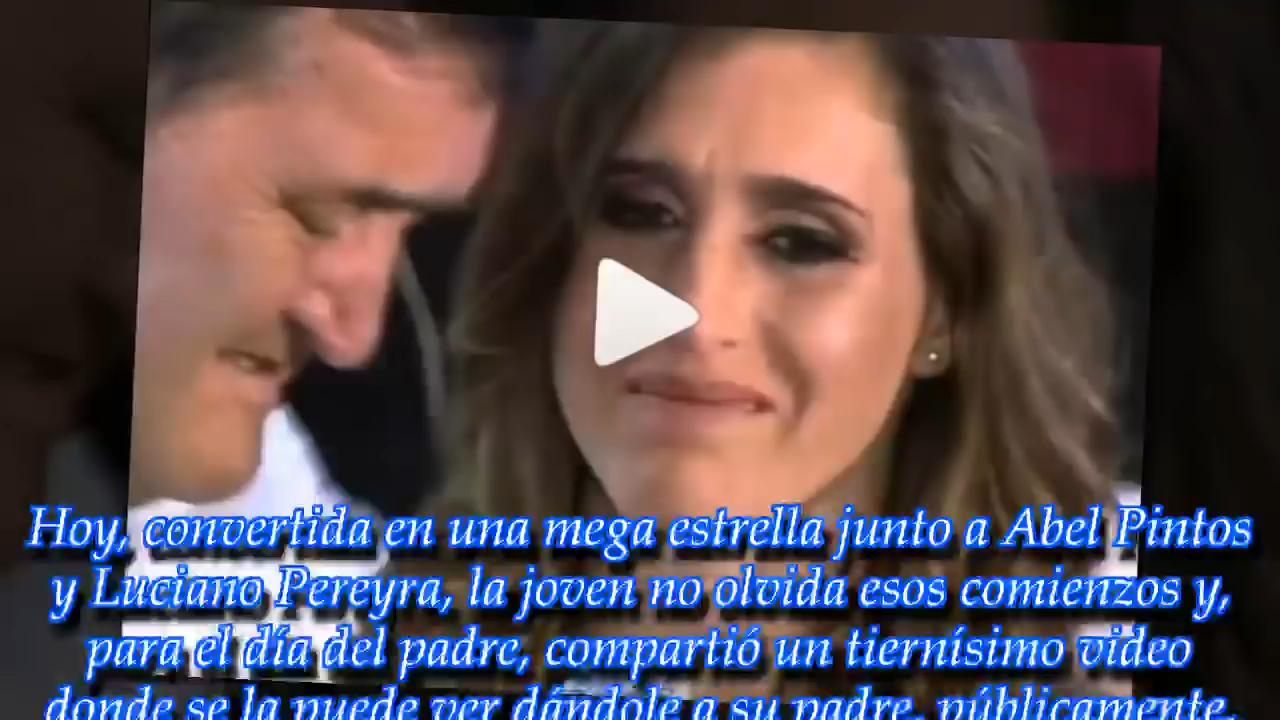 Hoy, convertida en una mega estrella junto a Abel Pintos
y Luciano Pereyra, la joven no olvida esos comienzos y,
para el día del padre, compartió un tiernísimo video
donde se la puede ver dándole a su padre, públicamente,